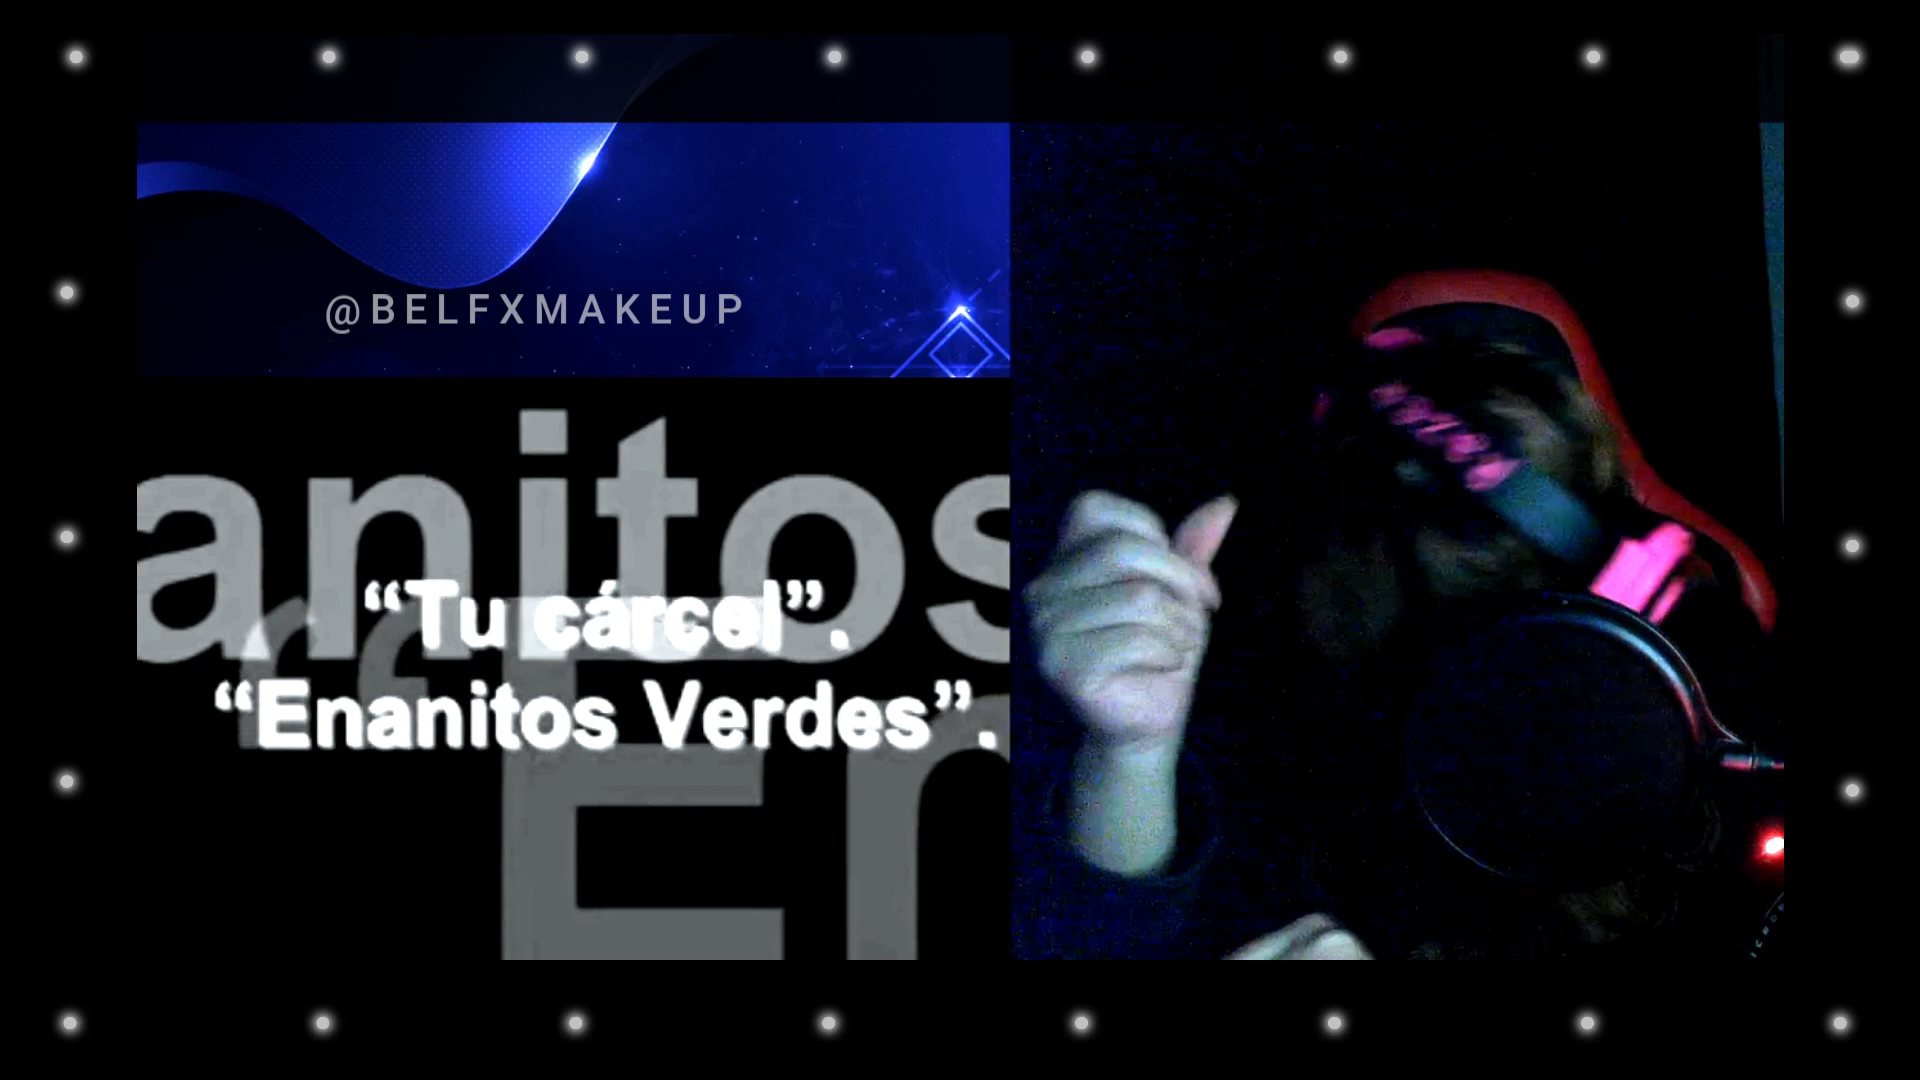 @BELFXMAKEUP
anitos
“Tu cárcel”.
“Enanitos Verdes”.
“En